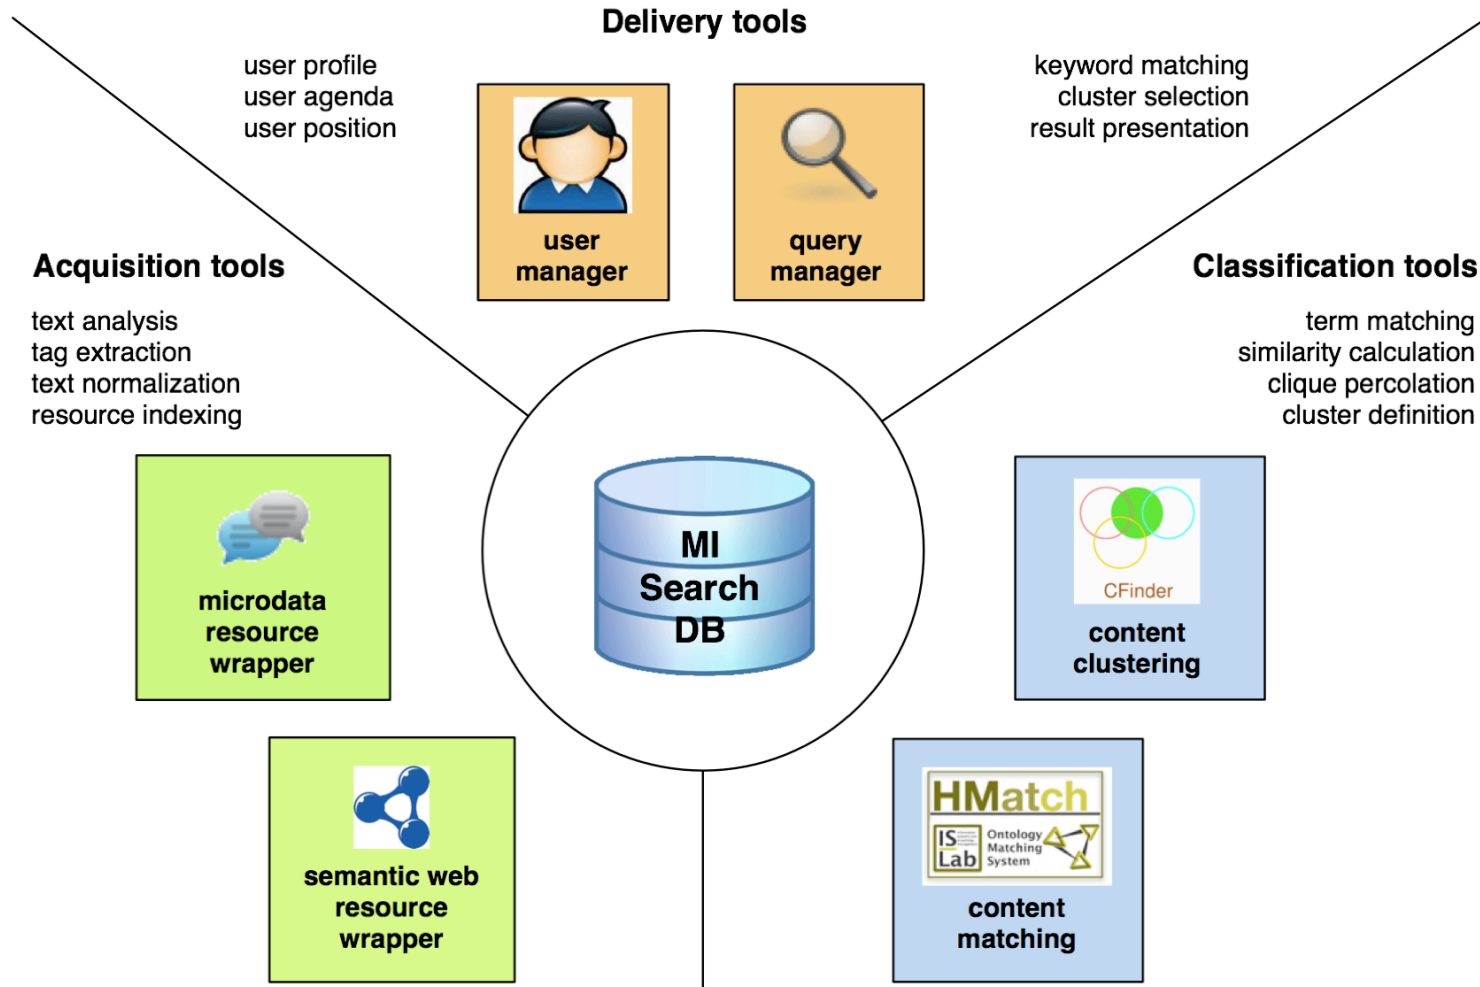 Delivery tools
user profile
user agenda
user position
keyword matching
cluster selection
result presentation
user
manager
query
manager
Acquisition tools
text analysis
tag extraction
text normalization
resource indexing
Classification tools
term matching
similarity calculation
clique percolation
cluster definition
microdata
resource
wrapper
MI
Search
DB
CFinder
content
clustering
semantic web
resource
wrapper
HMatch
IS
Lab
Ontology
Matching
System
content
matching